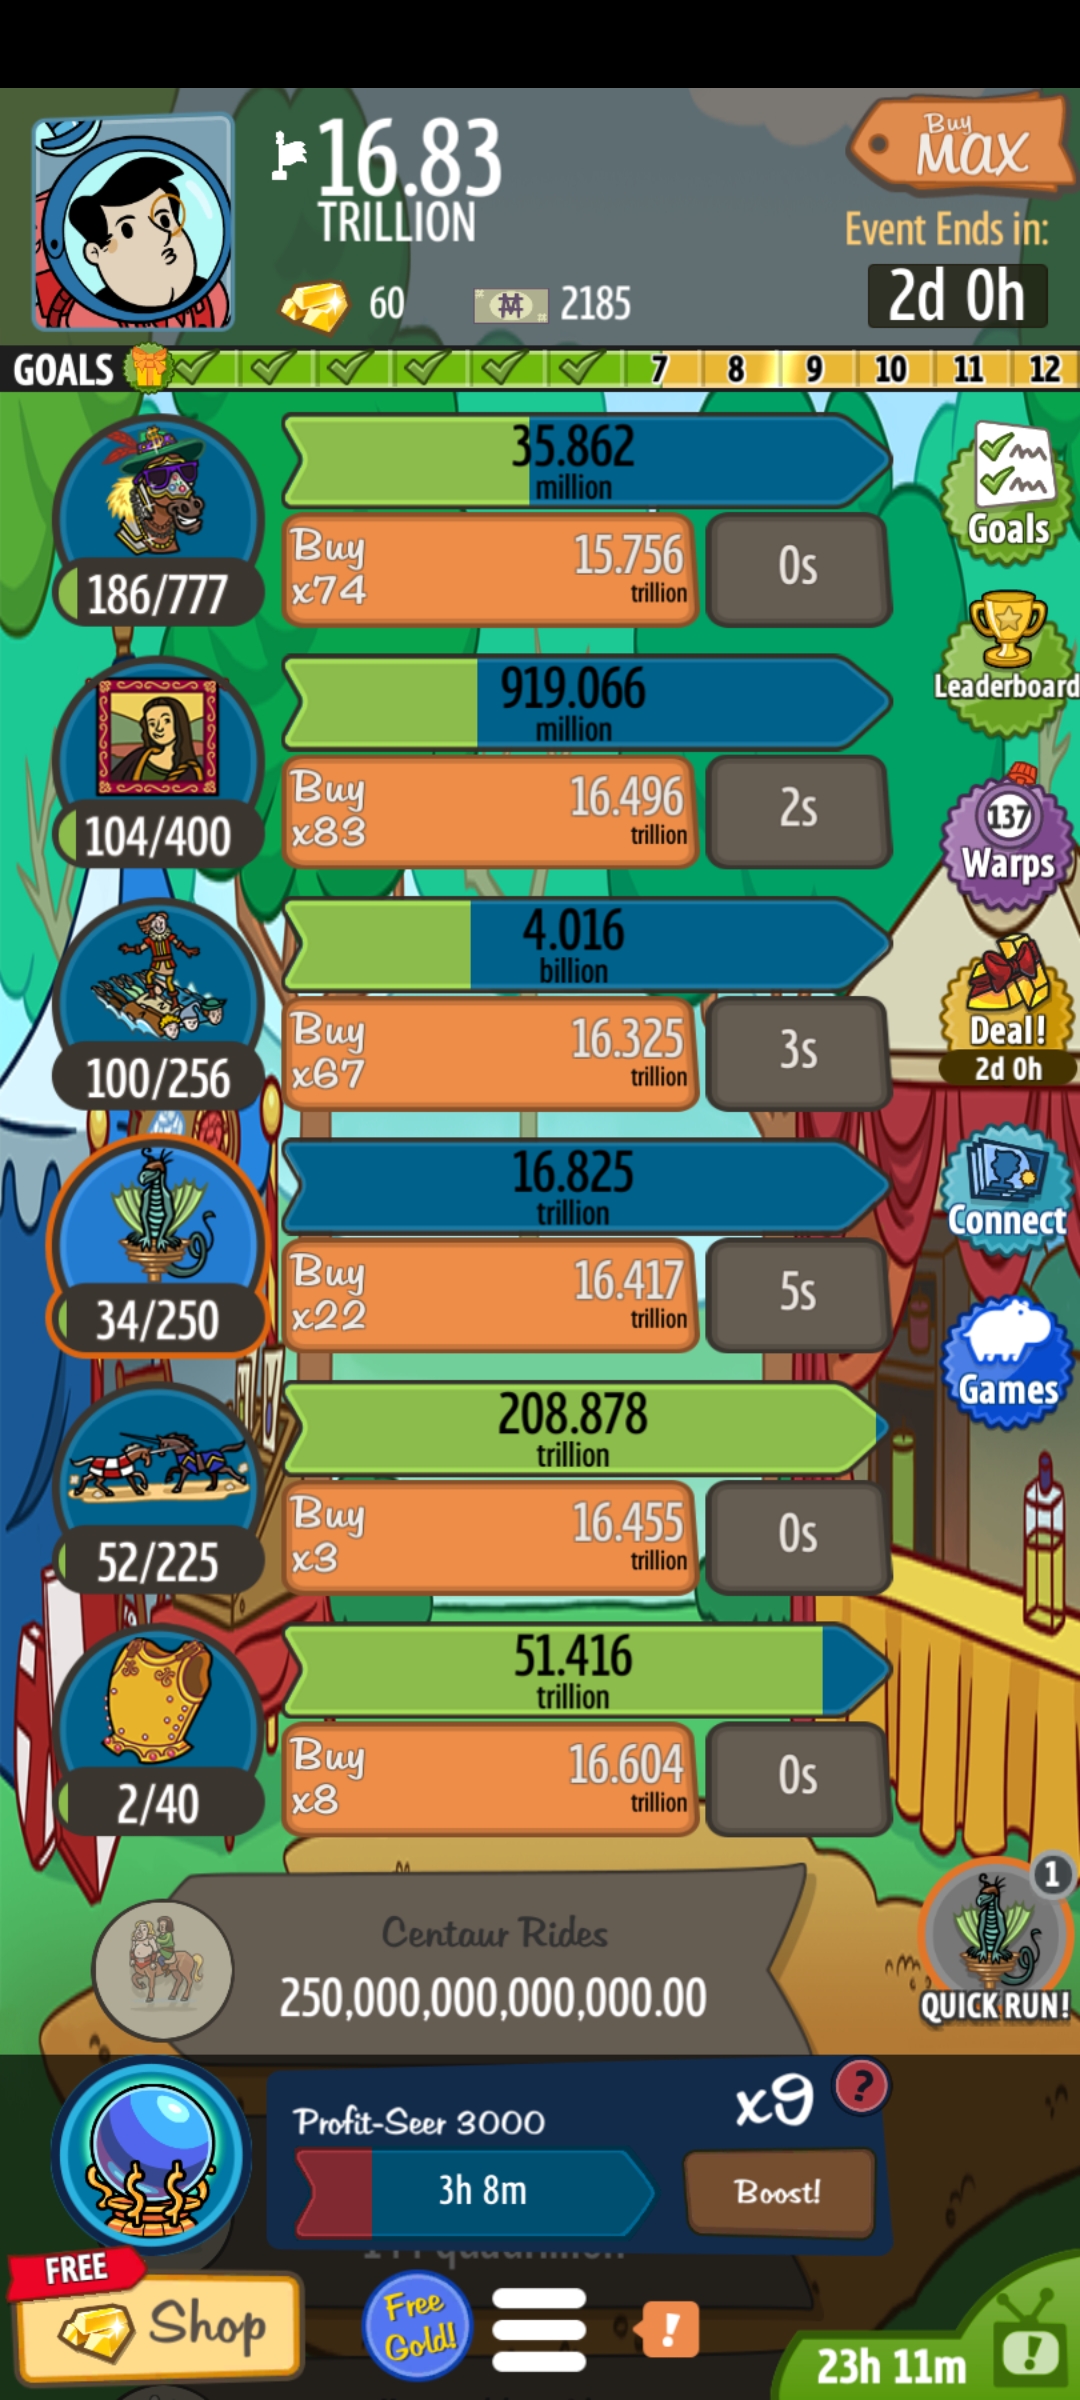 16.83
TRILLION
60
2185
Buy
MAX
Event Ends in:
2d 0h
GOALS
7
8
9
10
11
12
35.862
million
Buy
x74
15.756
trillion
0s
186/777
Goals
Leaderboard
919.066
million
Buy
x83
16.496
trillion
2s
104/400
137
Warps
4.016
billion
Buy
x67
16.325
trillion
3s
100/256
Deal!
2d 0h
16.825
trillion
Buy
x22
16.417
trillion
5s
34/250
Connect
208.878
trillion
Buy
x3
16.455
trillion
0s
52/225
Games
51.416
trillion
Buy
x8
16.604
trillion
0s
2/40
Centaur Rides
250,000,000,000,000.00
1
QUICK RUN!
Profit-Seer 3000
x9
?
3h 8m
Boost!
FREE
Shop
Free
Gold!
!
23h 11m
!